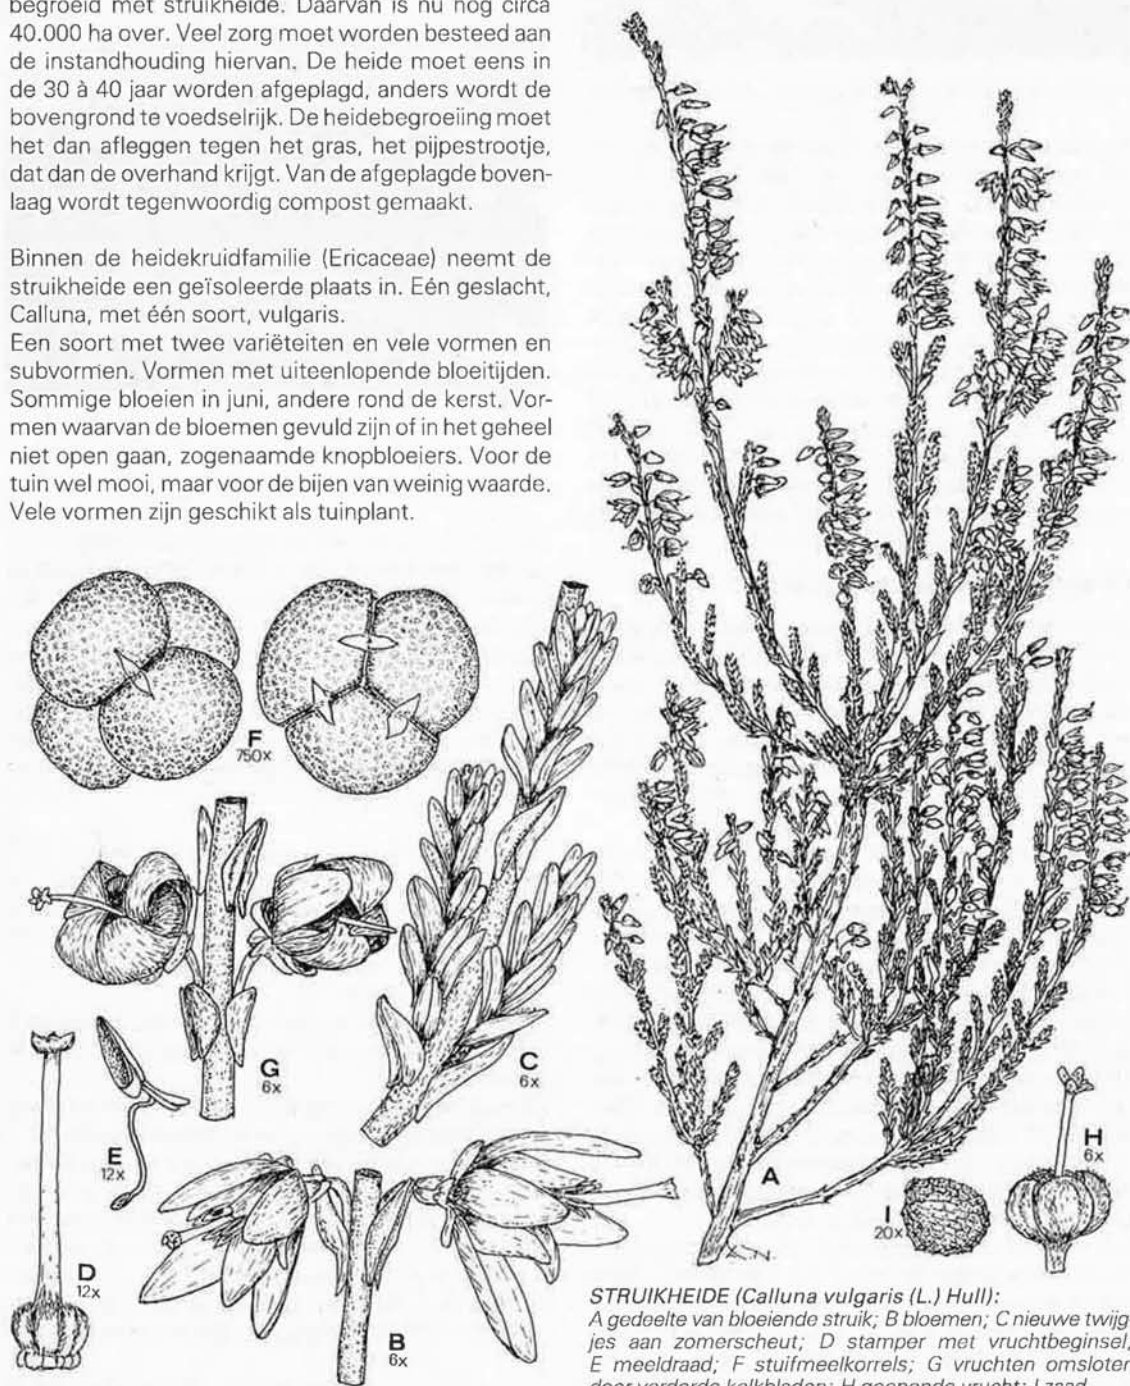 begroeid met struikheide. Daarvan is nu nog circa
40.000 ha over. Veel zorg moet worden besteed aan
de instandhouding hiervan. De heide moet eens in
de 30 à 40 jaar worden afgeplagd, anders wordt de
bovengrond te voedselrijk. De heidebegroeiing moet
het dan afleggen tegen het gras, het pijpestrootje,
dat dan de overhand krijgt. Van de afgeplagde boven-
laag wordt tegenwoordig compost gemaakt.
Binnen de heidekruidfamilie (Ericaceae) neemt de
struikheide een geïsoleerde plaats in. Eén geslacht,
Calluna, met één soort, vulgaris.
Een soort met twee variëteiten en vele vormen en
subvormen. Vormen met uiteenlopende bloeitijden.
Sommige bloeien in juni, andere rond de kerst. Vor-
men waarvan de bloemen gevuld zijn of in het geheel
niet open gaan, zogenaamde knopbloeiers. Voor de
tuin wel mooi, maar voor de bijen van weinig waarde.
Vele vormen zijn geschikt als tuinplant.
F
750x
G
6x
C
6x
E
12x
D
12x
B
6x
A
H
6x
I
20x
STRUIKHEIDE (Calluna vulgaris (L.) Hull):
A gedeelte van bloeiende struik; B bloemen; C nieuwe twijg-
jes aan zomerscheut; D stamper met vruchtbeginsel;
E meeldraad; F stuifmeelkorrels; G vruchten omsloten
door verdorde kelkbladen; H geopende vrucht; I zaad